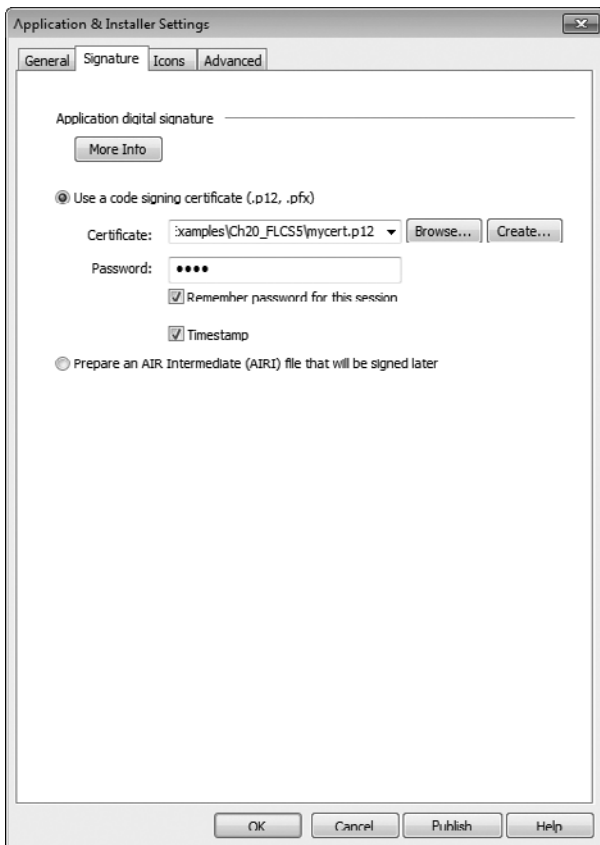 Application & Installer Settings
General Signature Icons Advanced
Application digital signature
More Info
Use a code signing certificate (.p12, .pfx)
Certificate: :xamples\Ch20_FLCS5\mycert.p12 Browse... Create...
Password: ••••
Remember password for this session
Timestamp
Prepare an AIR Intermediate (AIRI) file that will be signed later
OK Cancel Publish Help